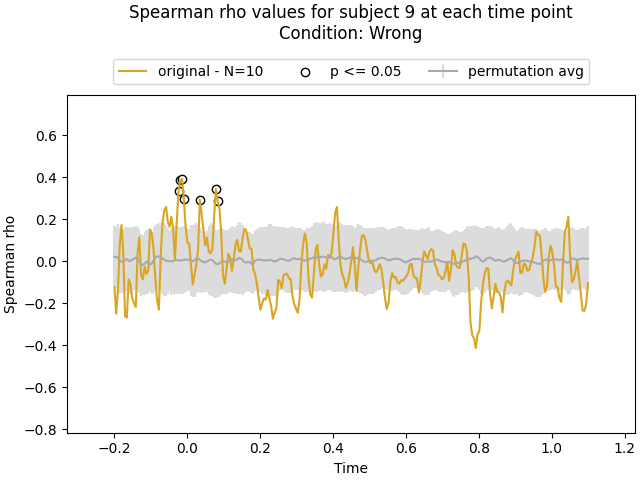 Spearman rho values for subject 9 at each time point
Condition: Wrong
original - N=10
p <= 0.05
permutation avg
Spearman rho
0.6
0.4
0.2
0.0
−0.2
−0.4
−0.6
−0.8
−0.2
0.0
0.2
0.4
0.6
0.8
1.0
1.2
Time